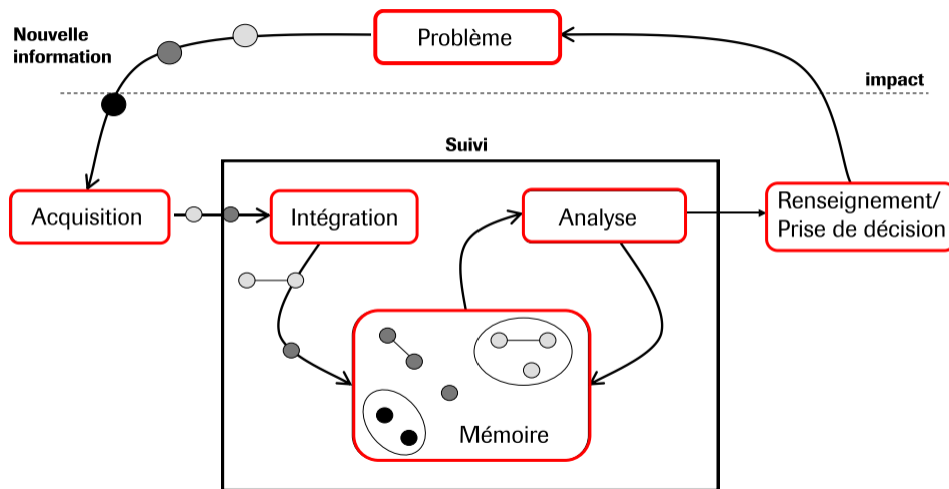 Nouvelle
information
Problème
impact
Suivi
Acquisition
Intégration
Analyse
Renseignement/
Prise de décision
Mémoire